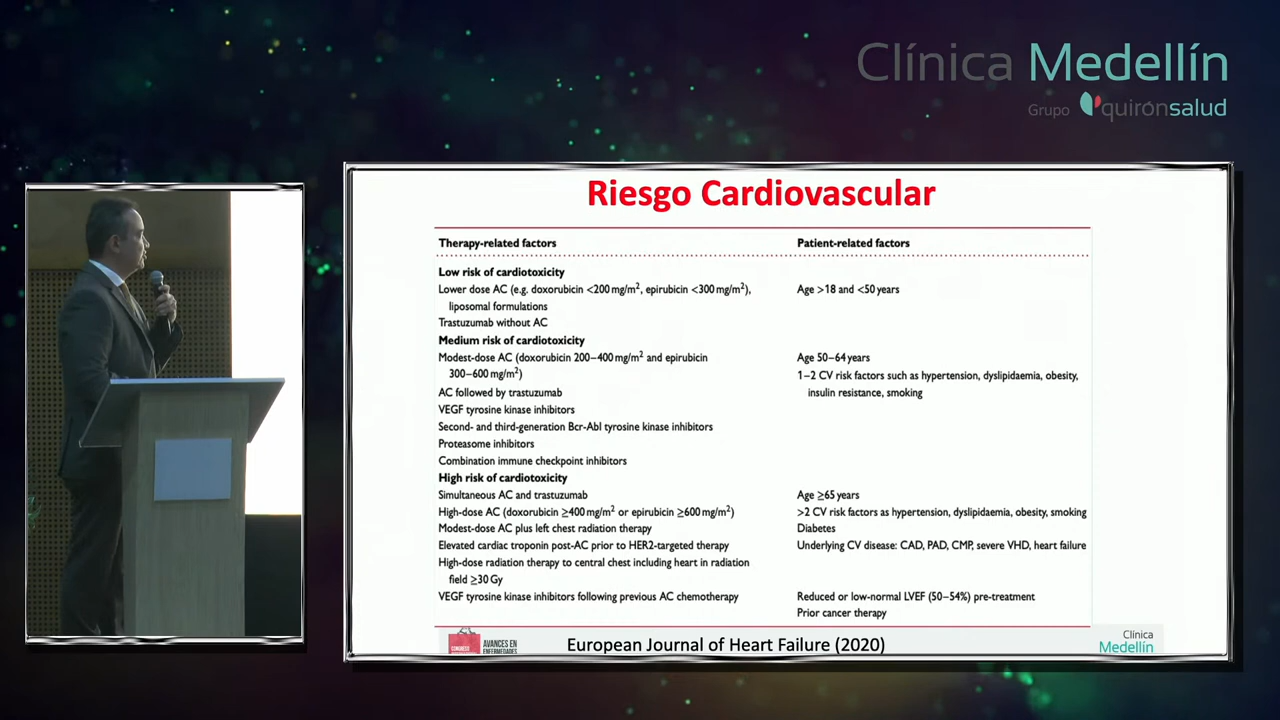 Clínica Medellín
Grupo quirónsalud
Riesgo Cardiovascular
Therapy-related factors
Patient-related factors
Low risk of cardiotoxicity
Lower dose AC (e.g. doxorubicin <200 mg/m², epirubicin <300 mg/m²),
liposomal formulations
Age >18 and <50 years
Trastuzumab without AC
Medium risk of cardiotoxicity
Modest-dose AC (doxorubicin 200–400 mg/m² and epirubicin
300–600 mg/m²)
Age 50–64 years
1–2 CV risk factors such as hypertension, dyslipidaemia, obesity,
insulin resistance, smoking
AC followed by trastuzumab
VEGF tyrosine kinase inhibitors
Second- and third-generation Bcr-Abl tyrosine kinase inhibitors
Proteasome inhibitors
Combination immune checkpoint inhibitors
High risk of cardiotoxicity
Simultaneous AC and trastuzumab
Age ≥65 years
High-dose AC (doxorubicin ≥400 mg/m² or epirubicin ≥600 mg/m²)
>2 CV risk factors as hypertension, dyslipidaemia, obesity, smoking
Modest-dose AC plus left chest radiation therapy
Diabetes
Elevated cardiac troponin post-AC prior to HER2-targeted therapy
Underlying CV disease: CAD, PAD, CMP, severe VHD, heart failure
High-dose radiation therapy to central chest including heart in radiation
field ≥30 Gy
VEGF tyrosine kinase inhibitors following previous AC chemotherapy
Reduced or low-normal LVEF (50–54%) pre-treatment
Prior cancer therapy
CONGRESO
AVANCES EN
ENFERMEDADES
European Journal of Heart Failure (2020)
Clínica
Medellín